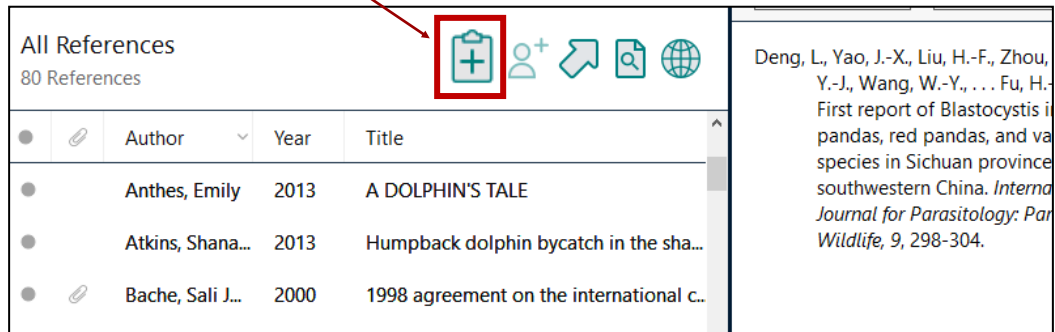 All References
80 References
Author Year Title
Anthes, Emily 2013 A DOLPHIN'S TALE
Atkins, Shana... 2013 Humpback dolphin bycatch in the sha...
Bache, Sali J... 2000 1998 agreement on the international c...
Deng, L., Yao, J.-X., Liu, H.-F., Zhou,
Y.-J., Wang, W.-Y., . . . Fu, H.-
First report of Blastocystis i
pandas, red pandas, and va
species in Sichuan province
southwestern China. Interna
Journal for Parasitology: Par
Wildlife, 9, 298-304.